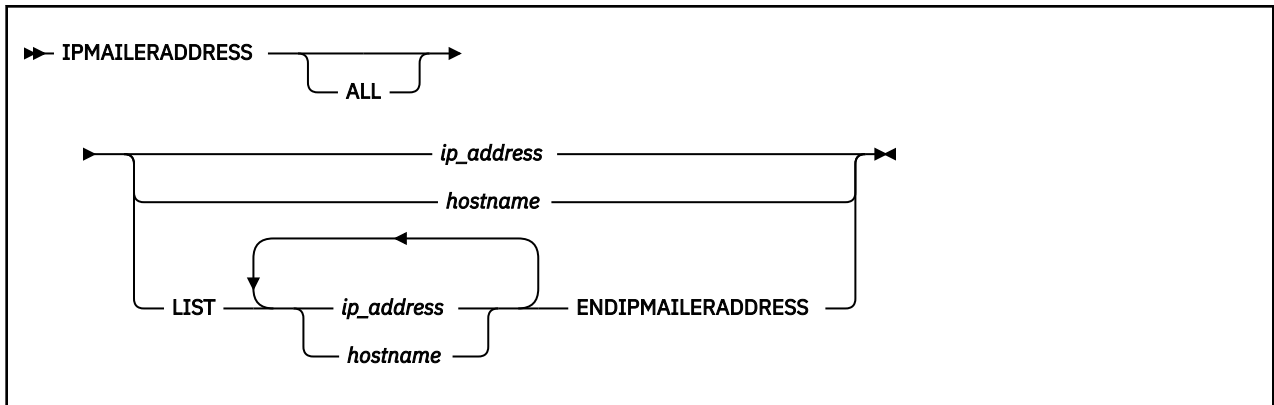 IPMAILERADDRESS
ALL
ip_address
hostname
LIST ip_address ENDIPMAILERADDRESS
hostname